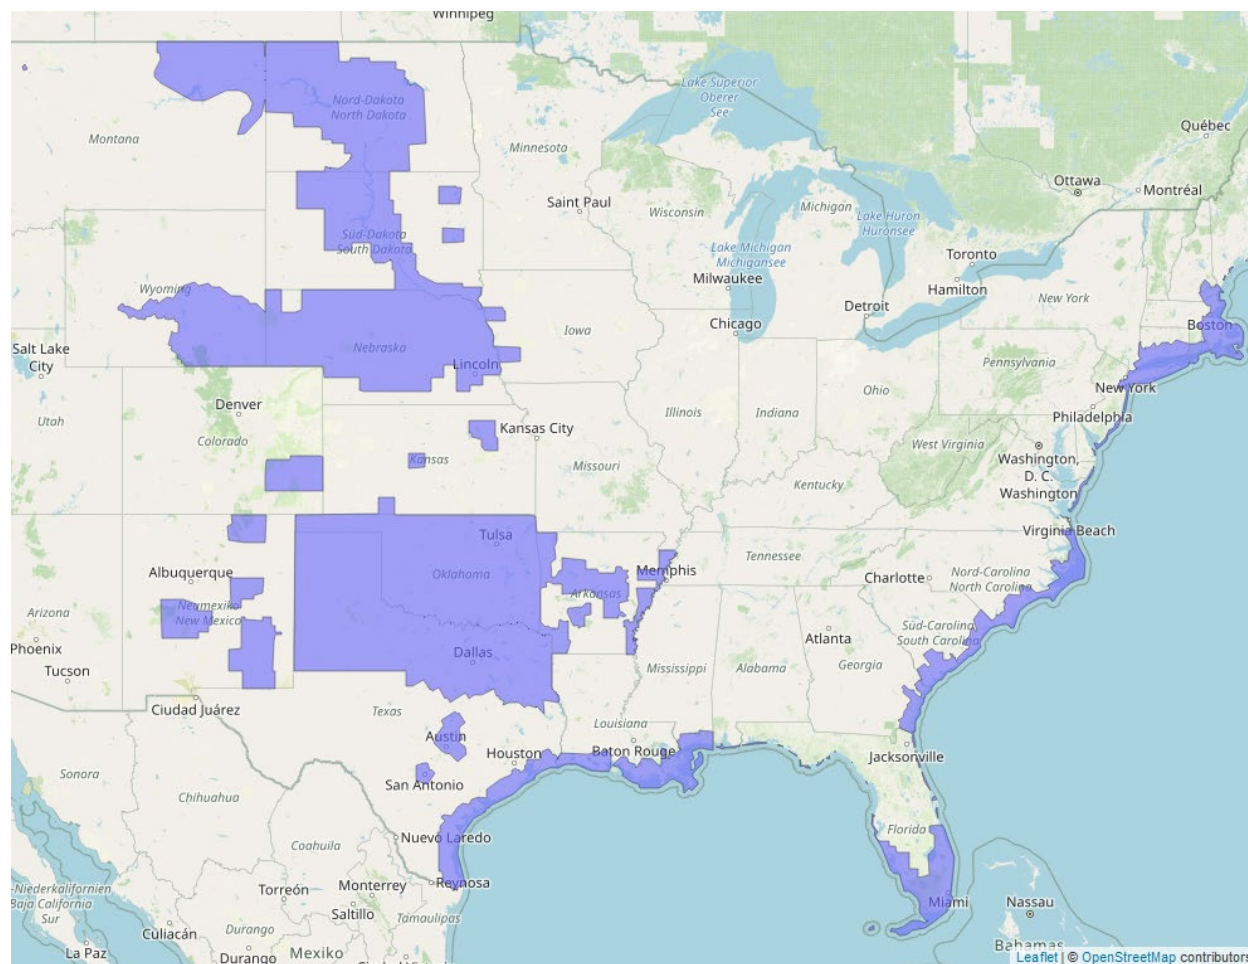 Winnipeg
Lake Superior
Oberer
See
Nord-Dakota
North Dakota
Québec
Montana
Minnesota
Ottawa
Montréal
Saint Paul
Wisconsin
Michigan
Lake Huron
Huronsee
Süd-Dakota
South Dakota
Lake Michigan
Michigansee
Toronto
Wyoming
Milwaukee
Hamilton
New York
Detroit
Chicago
Boston
Iowa
Salt Lake
City
Nebraska
Lincoln
Pennsylvania
Ohio
New York
Denver
Illinois
Indiana
Philadelphia
Utah
Kansas City
Colorado
West Virginia
Kansas
Missouri
Washington,
D. C.
Washington
Kentucky
Tulsa
Virginia Beach
Tennessee
Albuquerque
Oklahoma
Memphis
Charlotte
Nord-Carolina
North Carolina
Arkansas
Arizona
Neumexiko
New Mexico
Süd-Carolina
South Carolina
Phoenix
Atlanta
Dallas
Tucson
Mississippi
Alabama
Georgia
Ciudad Juárez
Texas
Louisiana
Austin
Houston
Baton Rouge
Jacksonville
Sonora
San Antonio
Chihuahua
Florida
Nuevo Laredo
Coahuila
-Niederkalifornien
Baja California
Sur
Torreón
Monterrey
Reynosa
Miami
Nassau
Saltillo
Tamaulipas
Culiacán
Durango
La Paz
Durango
Mexiko
Ciudad Victoria
Bahamas
Leaflet | © OpenStreetMap contributors